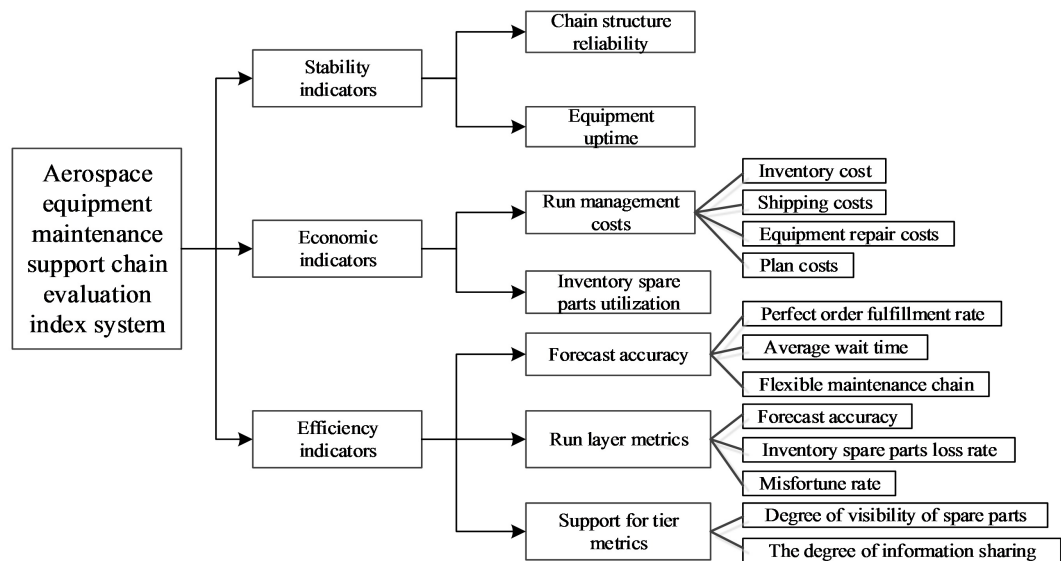 Aerospace
equipment
maintenance
support chain
evaluation
index system
Stability
indicators
Chain structure
reliability
Equipment
uptime
Economic
indicators
Run management
costs
Inventory cost
Shipping costs
Equipment repair costs
Plan costs
Inventory spare
parts utilization
Efficiency
indicators
Forecast accuracy
Perfect order fulfillment rate
Average wait time
Flexible maintenance chain
Run layer metrics
Forecast accuracy
Inventory spare parts loss rate
Misfortune rate
Support for tier
metrics
Degree of visibility of spare parts
The degree of information sharing